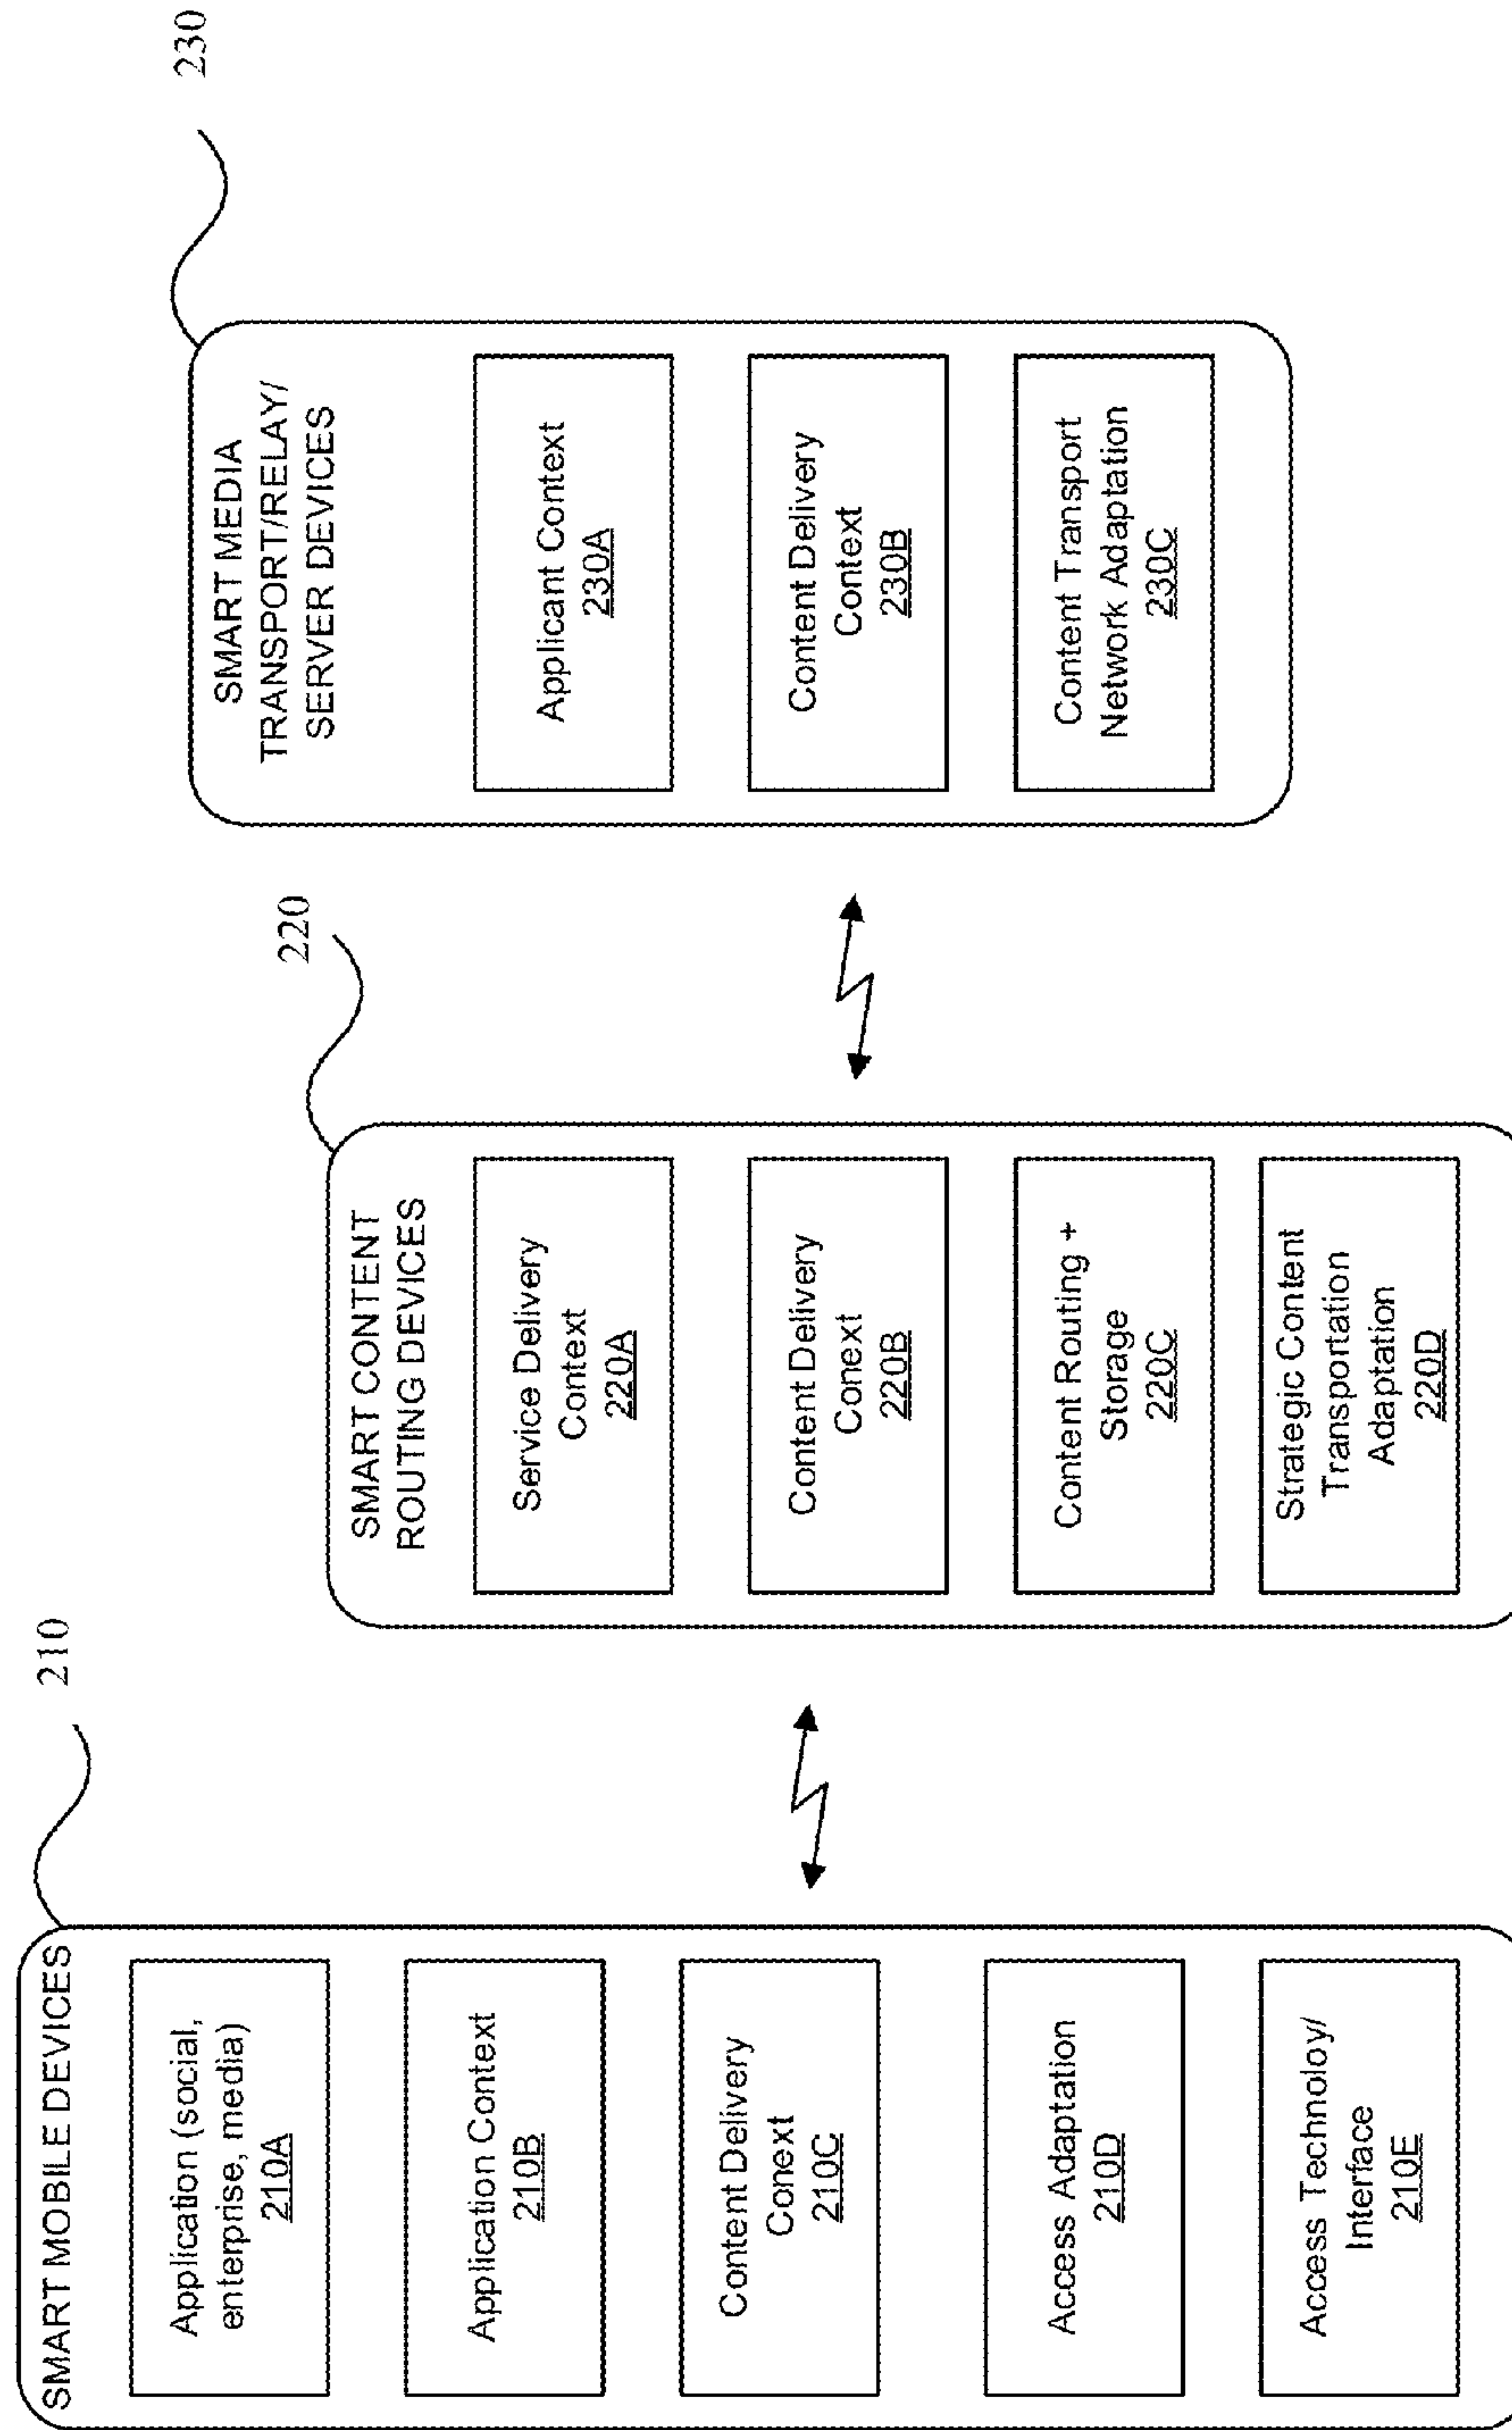 210
SMART MOBILE DEVICES
Application (social,
enterprise, media)
210A
Application Context
210B
Content Delivery
Conext
210C
Access Adaptation
210D
Access Technoloy/
Interface
210E
220
SMART CONTENT
ROUTING DEVICES
Service Delivery
Context
220A
Content Delivery
Conext
220B
Content Routing +
Storage
220C
Strategic Content
Transportation
Adaptation
220D
230
SMART MEDIA
TRANSPORT/RELAY/
SERVER DEVICES
Applicant Context
230A
Content Delivery
Context
230B
Content Transport
Network Adaptation
230C